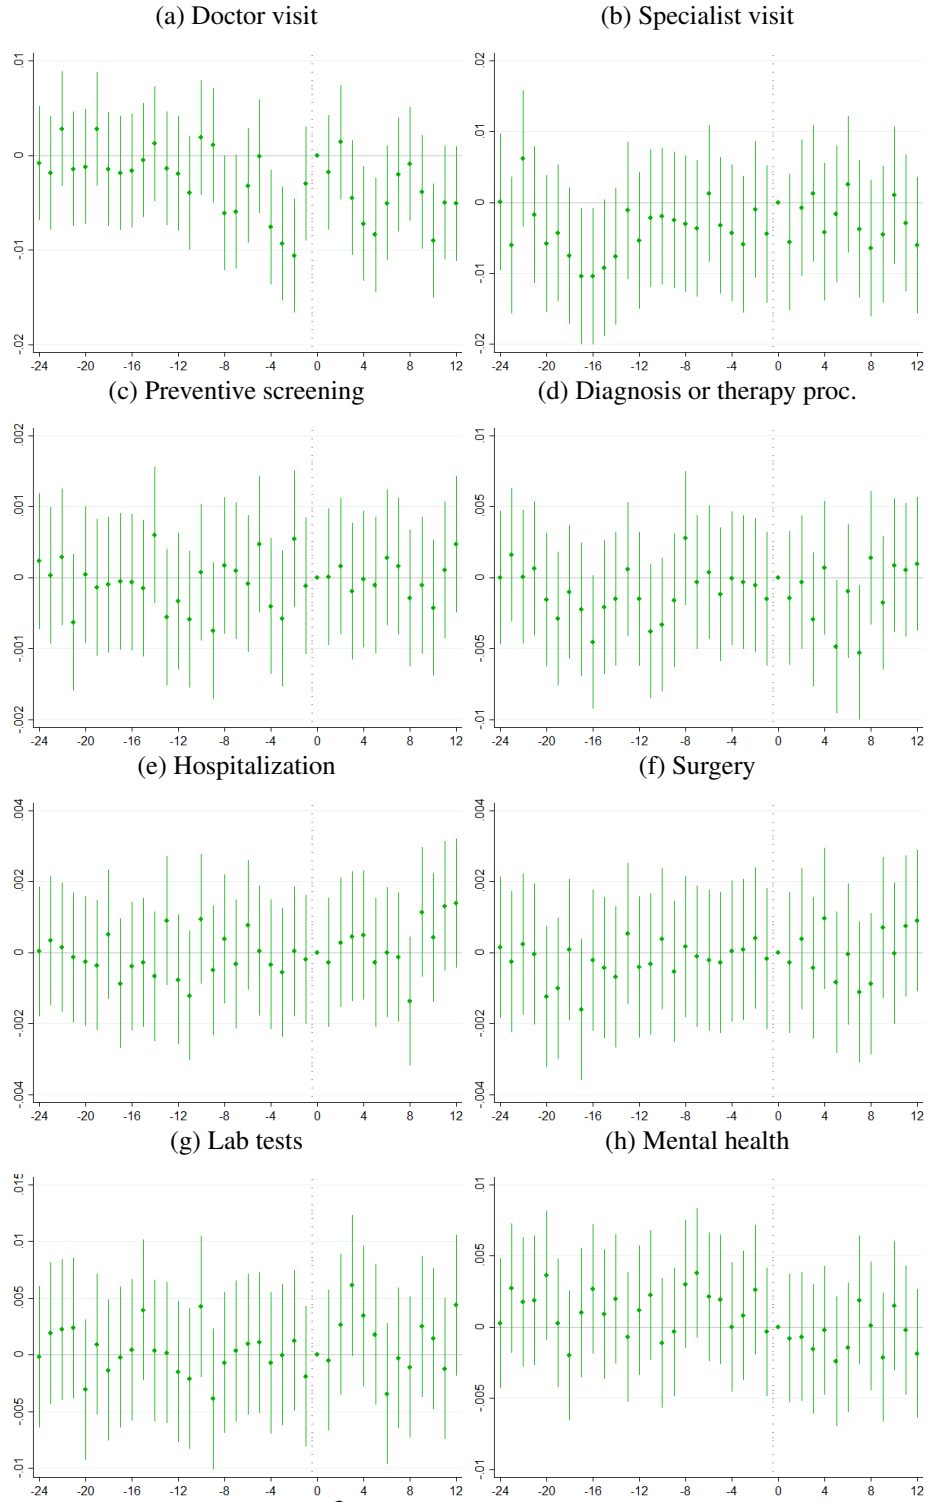 (a) Doctor visit
(b) Specialist visit
.01
0
-.01
-.02
-24 -20 -16 -12 -8 -4 0 4 8 12
.02
.01
0
-.01
-.02
-24 -20 -16 -12 -8 -4 0 4 8 12
(c) Preventive screening
(d) Diagnosis or therapy proc.
.002
.001
0
-.001
-.002
-24 -20 -16 -12 -8 -4 0 4 8 12
.01
.005
0
-.005
-.01
-24 -20 -16 -12 -8 -4 0 4 8 12
(e) Hospitalization
(f) Surgery
.004
.002
0
-.002
-.004
-24 -20 -16 -12 -8 -4 0 4 8 12
.004
.002
0
-.002
-.004
-24 -20 -16 -12 -8 -4 0 4 8 12
(g) Lab tests
(h) Mental health
.015
.01
.005
0
-.005
-.01
-24 -20 -16 -12 -8 -4 0 4 8 12
.01
.005
0
-.005
-.01
-24 -20 -16 -12 -8 -4 0 4 8 12